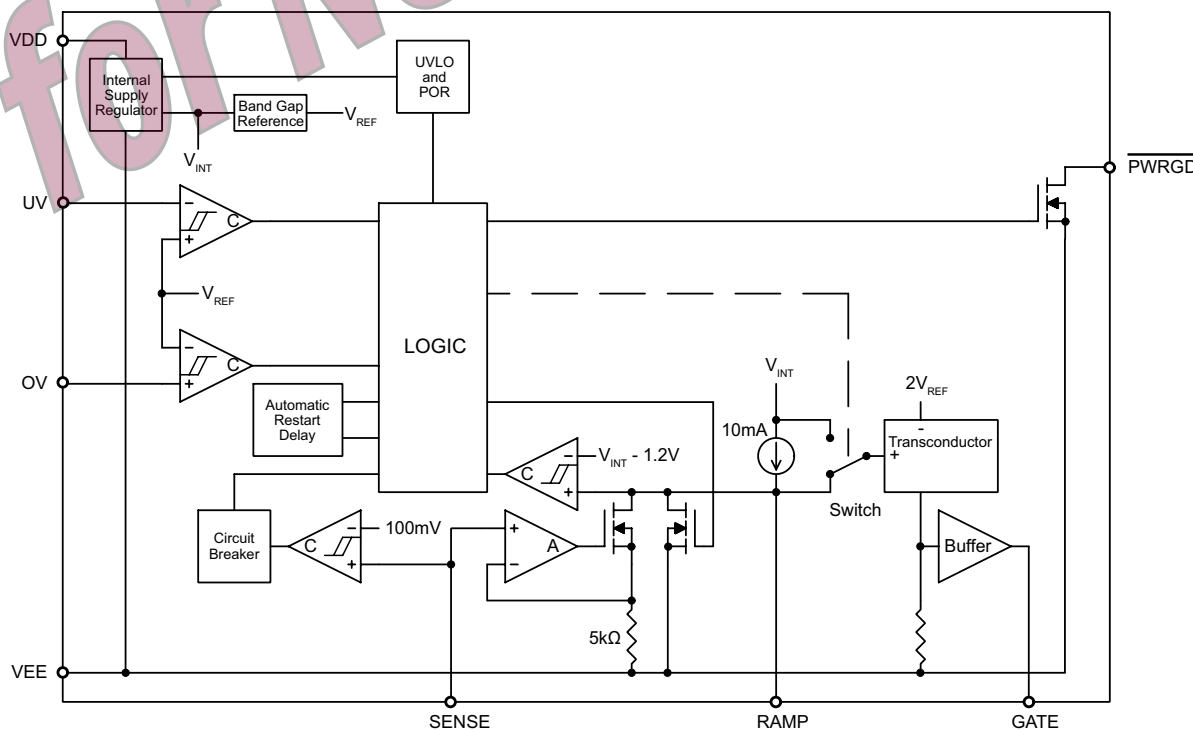 for N
VDD
Internal
Supply
Regulator
UVLO
and
POR
Band Gap
Reference
VREF
VINT
PWRGD
UV
-
C
+
VREF
-
C
+
OV
LOGIC
Automatic
Restart
Delay
VINT
2VREF
10mA
-
Transconductor
+
-
VINT - 1.2V
C
+
Switch
Circuit
Breaker
C
-
100mV
+
+
A
-
Buffer
5kΩ
VEE
SENSE
RAMP
GATE